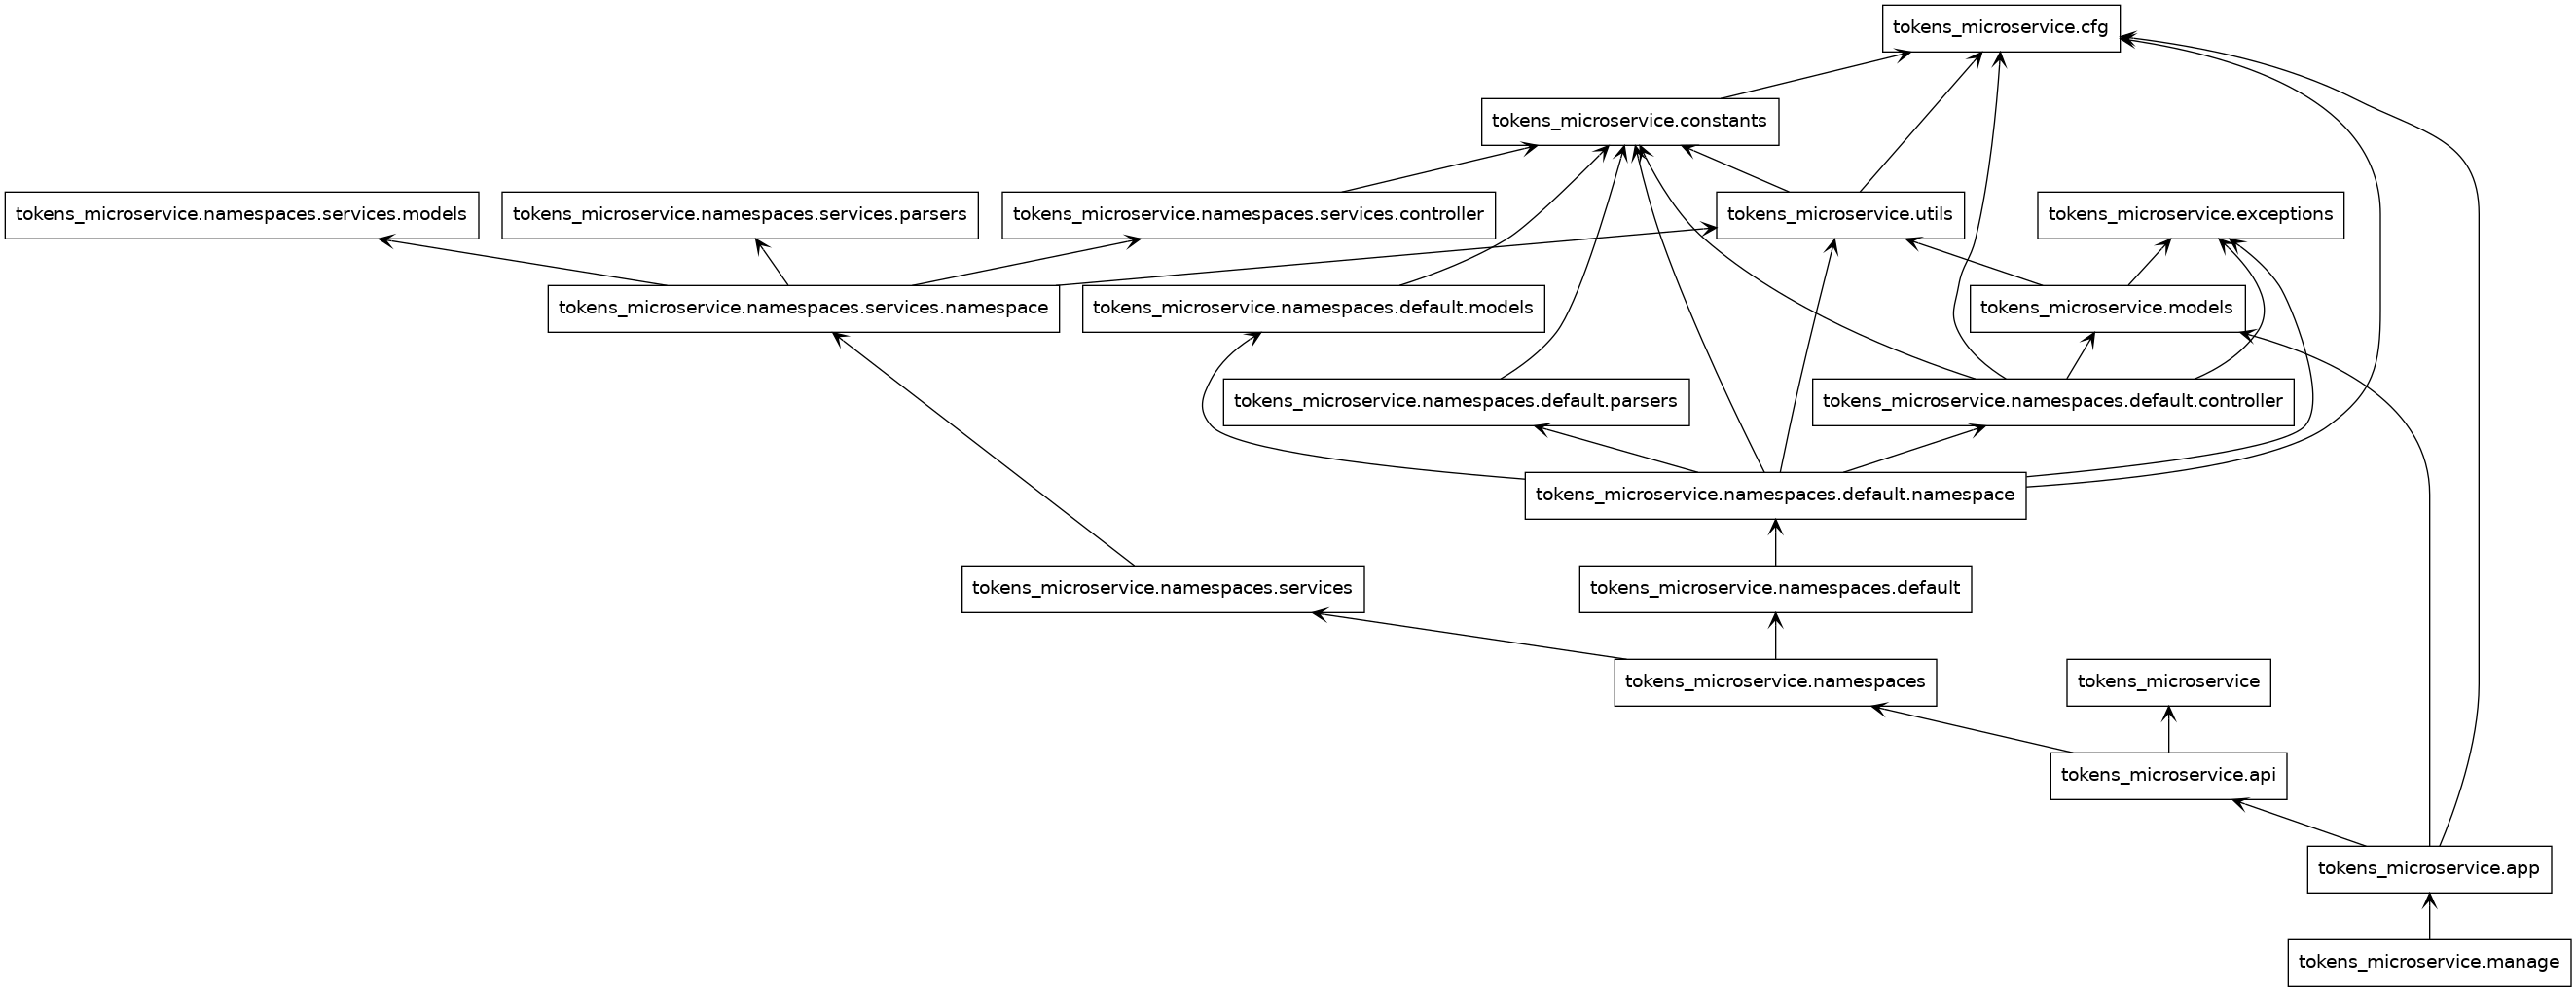 tokens_microservice.cfg
tokens_microservice.constants
tokens_microservice.namespaces.services.models
tokens_microservice.namespaces.services.parsers
tokens_microservice.namespaces.services.controller
tokens_microservice.utils
tokens_microservice.exceptions
tokens_microservice.namespaces.services.namespace
tokens_microservice.namespaces.default.models
tokens_microservice.models
tokens_microservice.namespaces.default.parsers
tokens_microservice.namespaces.default.controller
tokens_microservice.namespaces.default.namespace
tokens_microservice.namespaces.services
tokens_microservice.namespaces.default
tokens_microservice.namespaces
tokens_microservice
tokens_microservice.api
tokens_microservice.app
tokens_microservice.manage